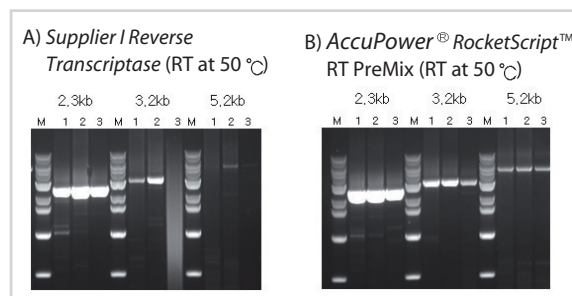 A) Supplier I Reverse
Transcriptase (RT at 50 ℃)
2,3kb 3,2kb 5,2kb
M 1 2 3 M 1 2 3 M 1 2 3
B) AccuPower ® RocketScript™
RT PreMix (RT at 50 ℃)
2,3kb 3,2kb 5,2kb
M 1 2 3 M 1 2 3 M 1 2 3